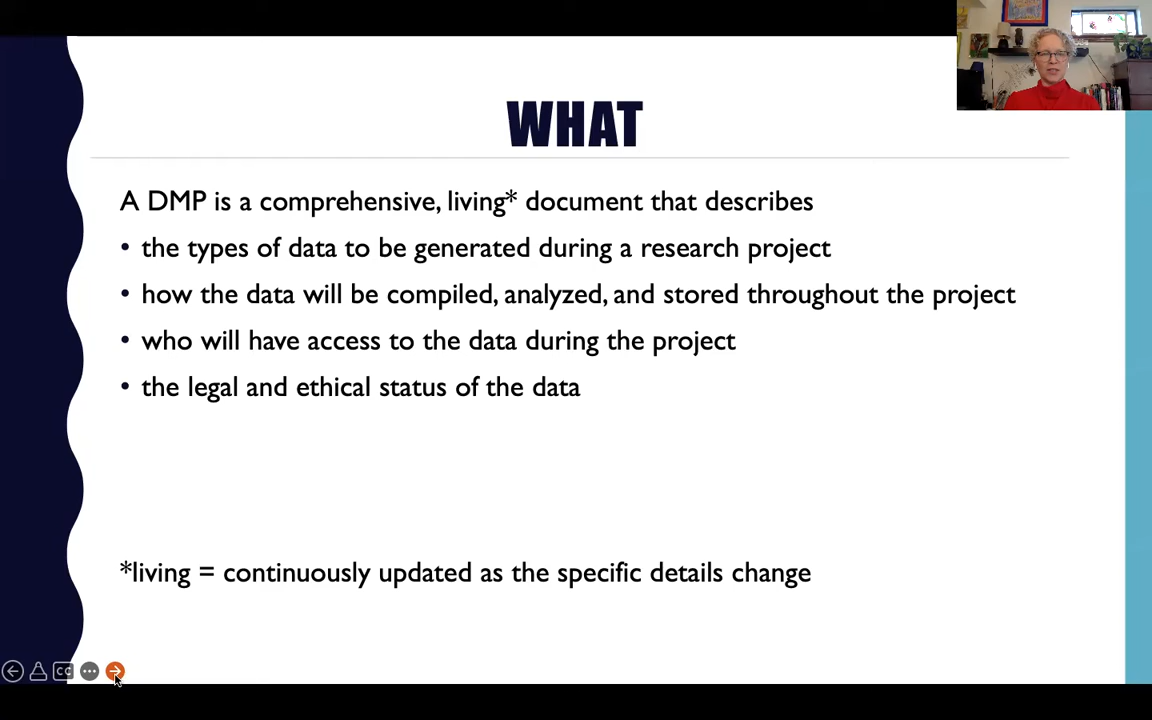 WHAT
A DMP is a comprehensive, living* document that describes
• the types of data to be generated during a research project
• how the data will be compiled, analyzed, and stored throughout the project
• who will have access to the data during the project
• the legal and ethical status of the data
*living = continuously updated as the specific details change
CC